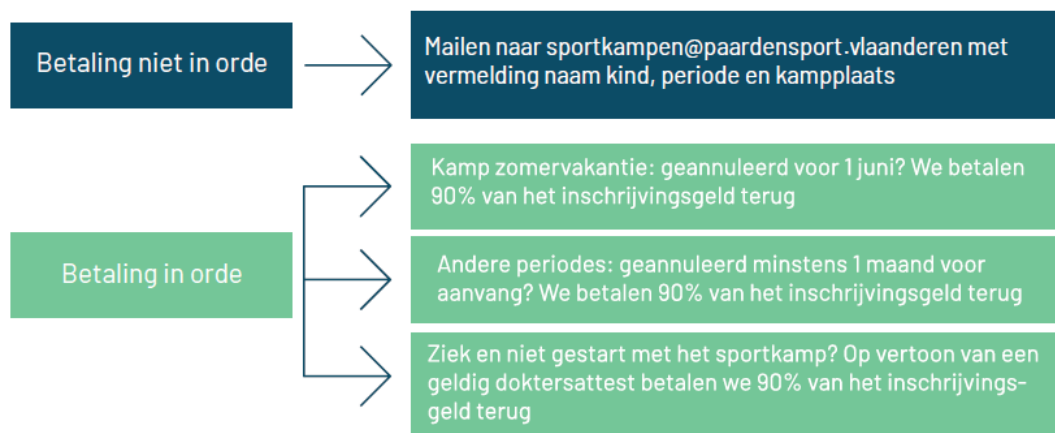 Betaling niet in orde
Mailen naar sportkampen@paardensport.vlaanderen met
vermelding naam kind, periode en kampplaats
Betaling in orde
Kamp zomervakantie: geannuleerd voor 1 juni? We betalen
90% van het inschrijvingsgeld terug
Andere periodes: geannuleerd minstens 1 maand voor
aanvang? We betalen 90% van het inschrijvingsgeld terug
Ziek en niet gestart met het sportkamp? Op vertoon van een
geldig doktersattest betalen we 90% van het inschrijvings-
geld terug